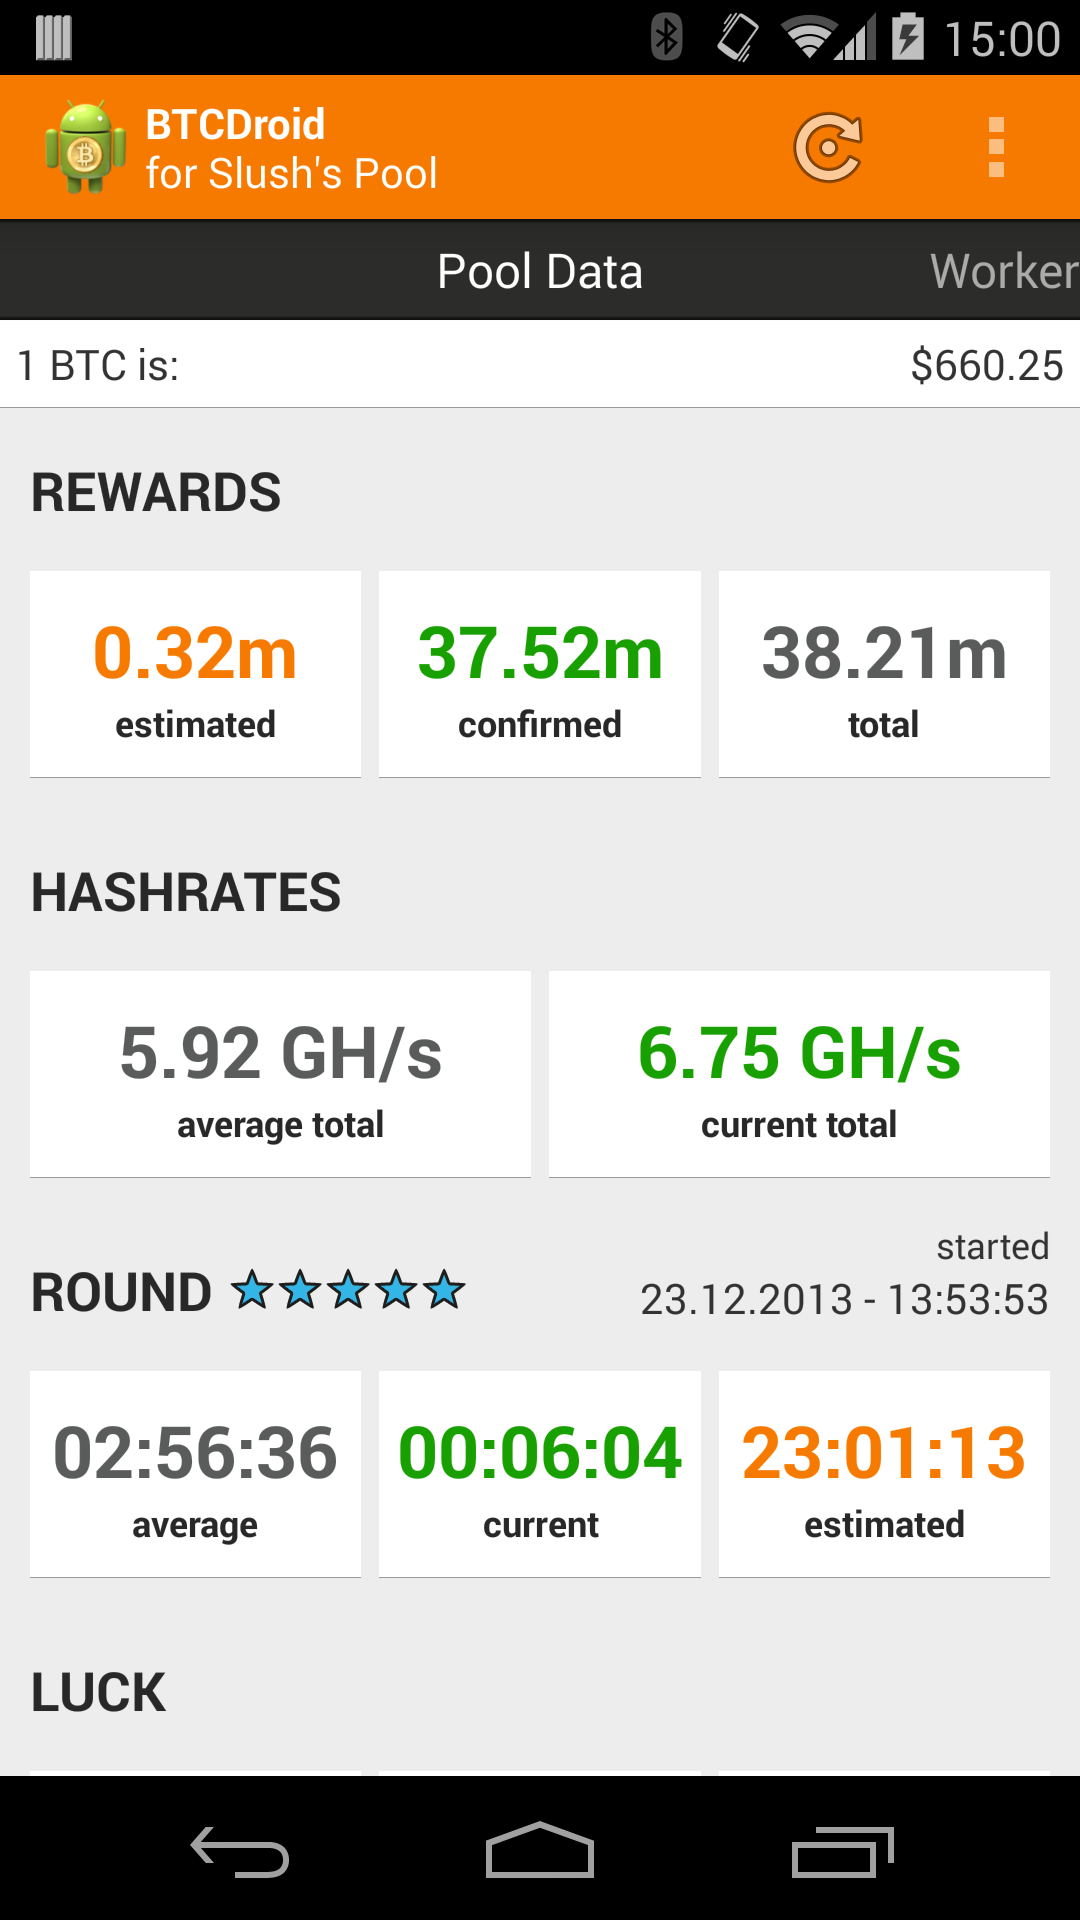 15:00
BTCDroid
for Slush's Pool
Pool Data
Worker
1 BTC is:
$660.25
REWARDS
0.32m
37.52m
38.21m
estimated
confirmed
total
HASHRATES
5.92 GH/s
6.75 GH/s
average total
current total
started
ROUND
23.12.2013 - 13:53:53
02:56:36
00:06:04
23:01:13
average
current
estimated
LUCK